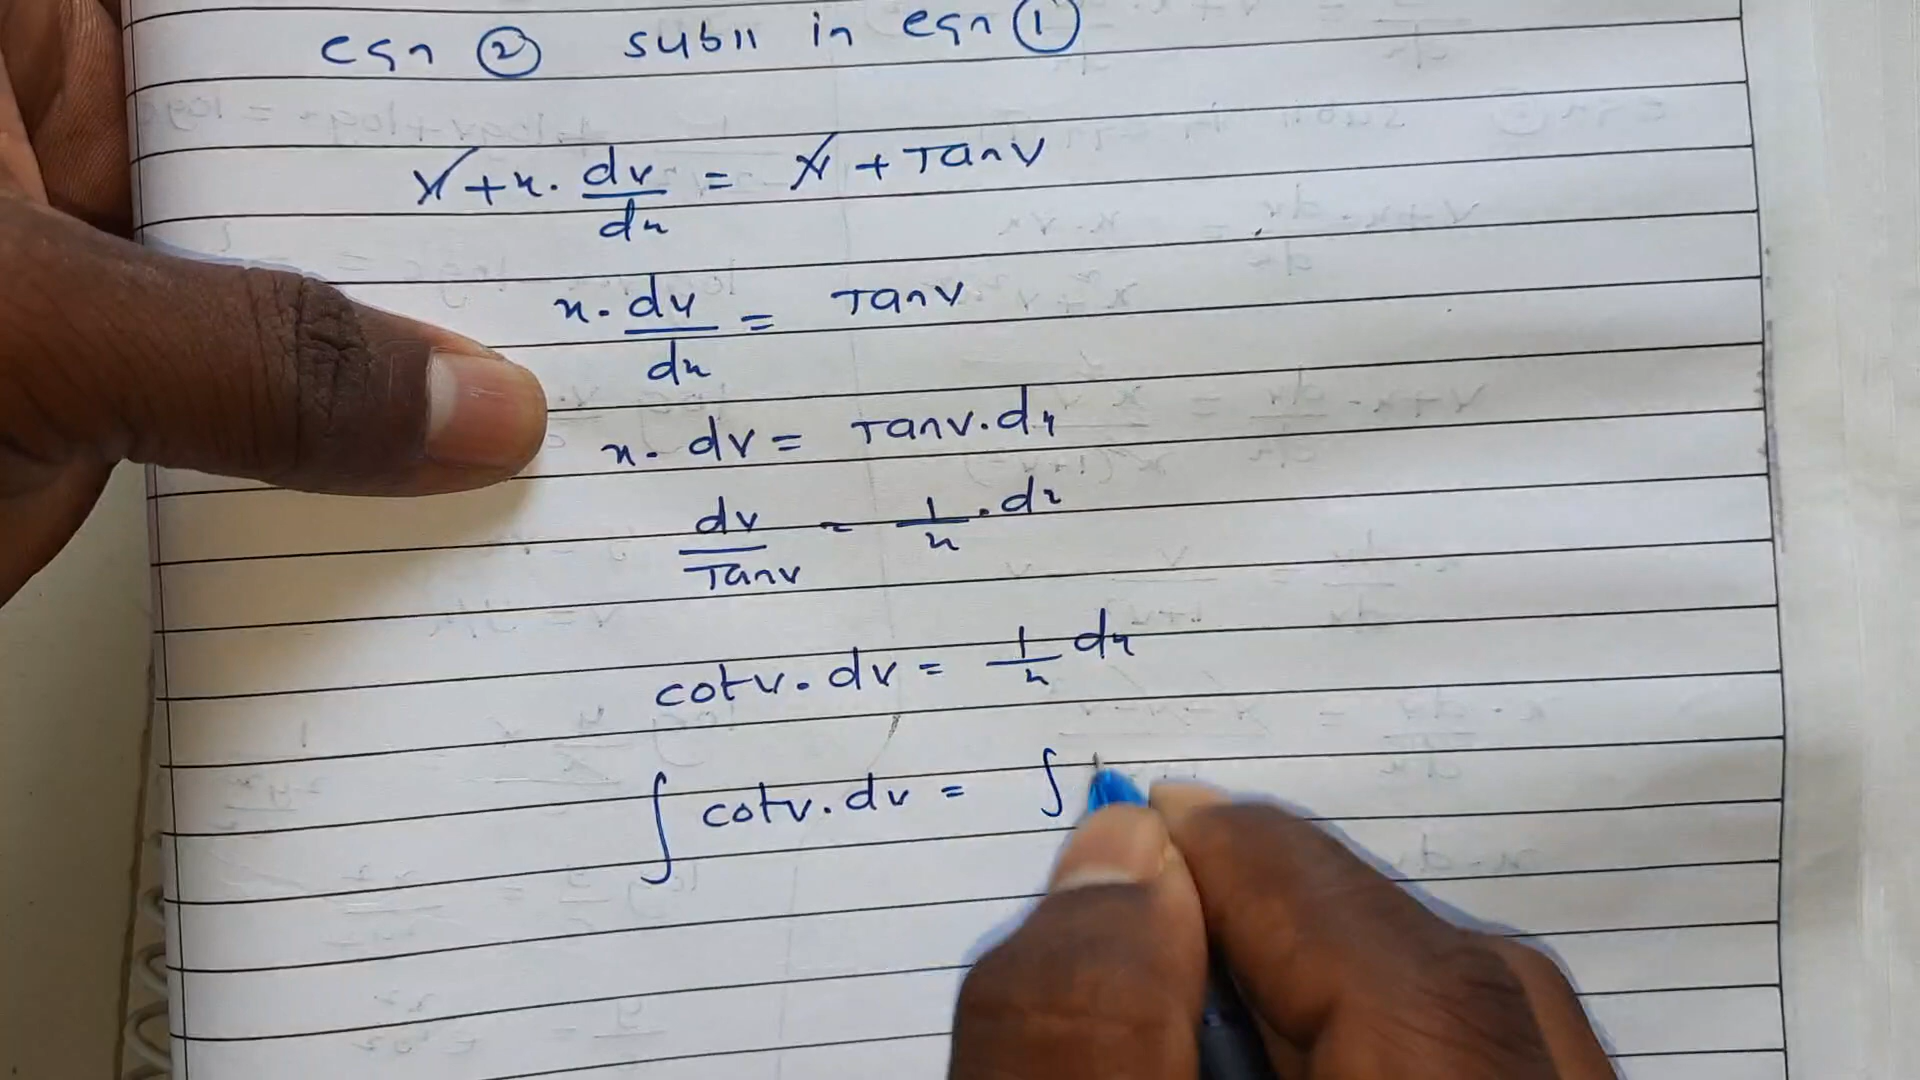 eqn ② subll in eqn ①
v + x. dv/dx = v + Tanv
x. dv/dx = Tanv
x. dv = Tanv. dx
dv/Tanv = 1/x . dx
cotv. dv = 1/x dx
∫ cotv. dv = ∫